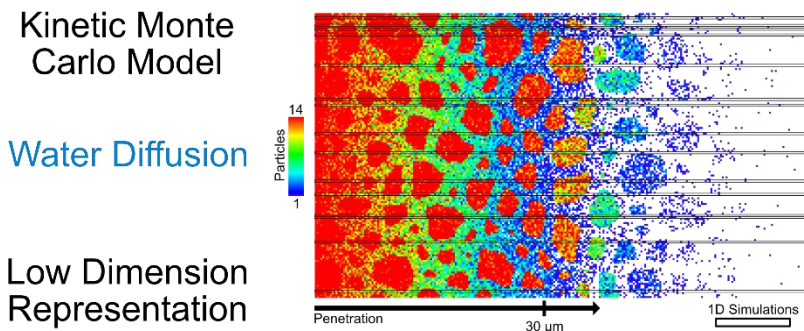 Kinetic Monte
Carlo Model
Water Diffusion
Low Dimension
Representation
14
Particles
1
Penetration
30 um
1D Simulations